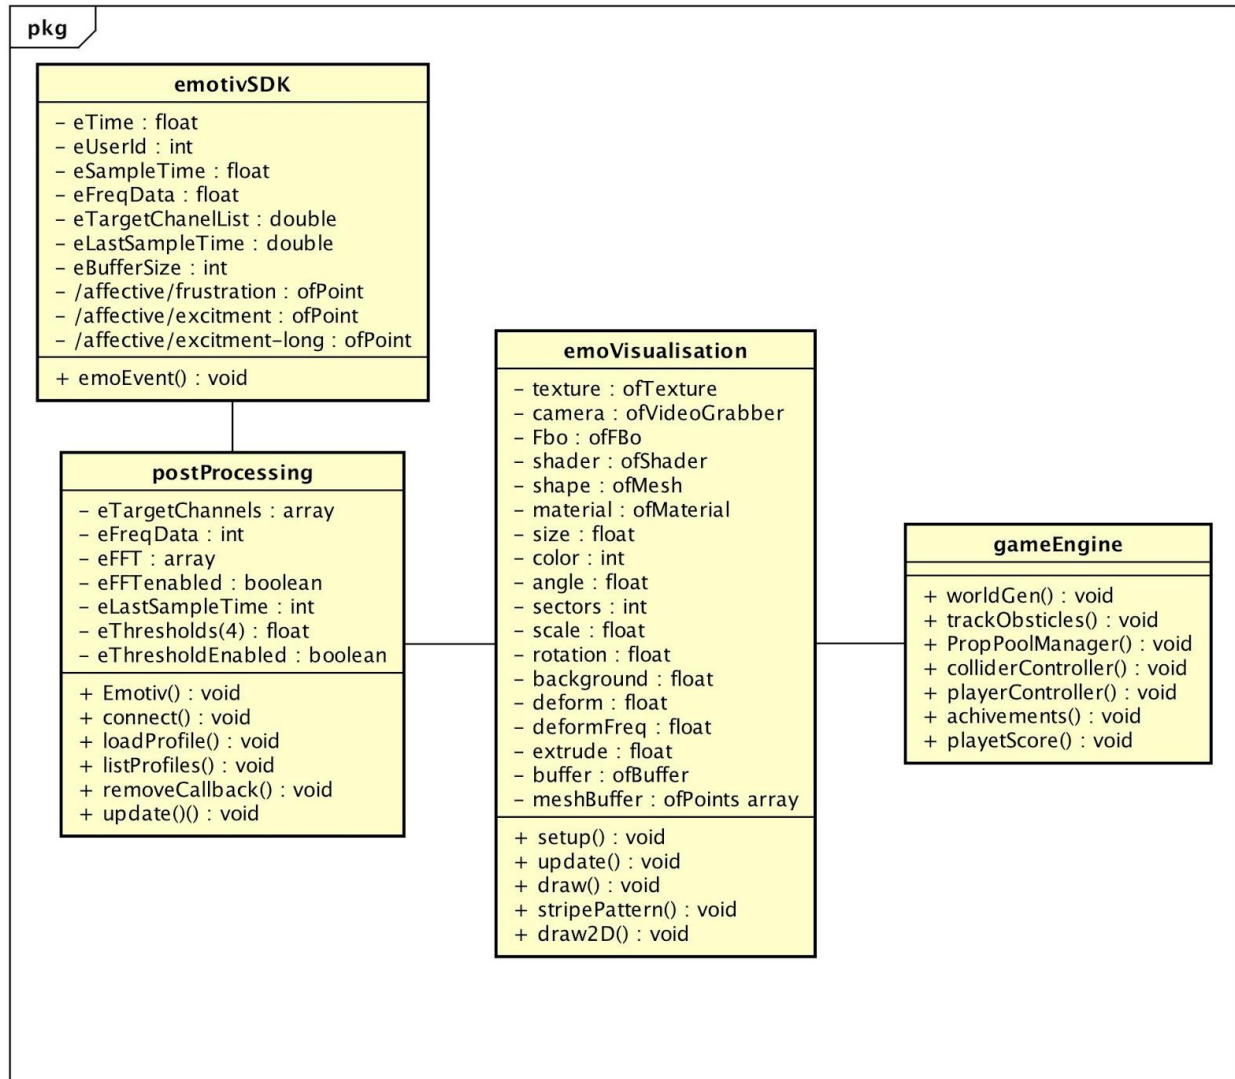 pkg
emotivSDK
- eTime : float
- eUserId : int
- eSampleTime : float
- eFreqData : float
- eTargetChanelList : double
- eLastSampleTime : double
- eBufferSize : int
- /affective/frustration : ofPoint
- /affective/excitment : ofPoint
- /affective/excitment-long : ofPoint
+ emoEvent() : void
postProcessing
- eTargetChannels : array
- eFreqData : int
- eFFT : array
- eFFTenabled : boolean
- eLastSampleTime : int
- eThresholds(4) : float
- eThresholdEnabled : boolean
+ Emotiv() : void
+ connect() : void
+ loadProfile() : void
+ listProfiles() : void
+ removeCallback() : void
+ update()() : void
emoVisualisation
- texture : ofTexture
- camera : ofVideoGrabber
- Fbo : ofFBo
- shader : ofShader
- shape : ofMesh
- material : ofMaterial
- size : float
- color : int
- angle : float
- sectors : int
- scale : float
- rotation : float
- background : float
- deform : float
- deformFreq : float
- extrude : float
- buffer : ofBuffer
- meshBuffer : ofPoints array
+ setup() : void
+ update() : void
+ draw() : void
+ stripePattern() : void
+ draw2D() : void
gameEngine
+ worldGen() : void
+ trackObsticles() : void
+ PropPoolManager() : void
+ colliderController() : void
+ playerController() : void
+ achivements() : void
+ playetScore() : void